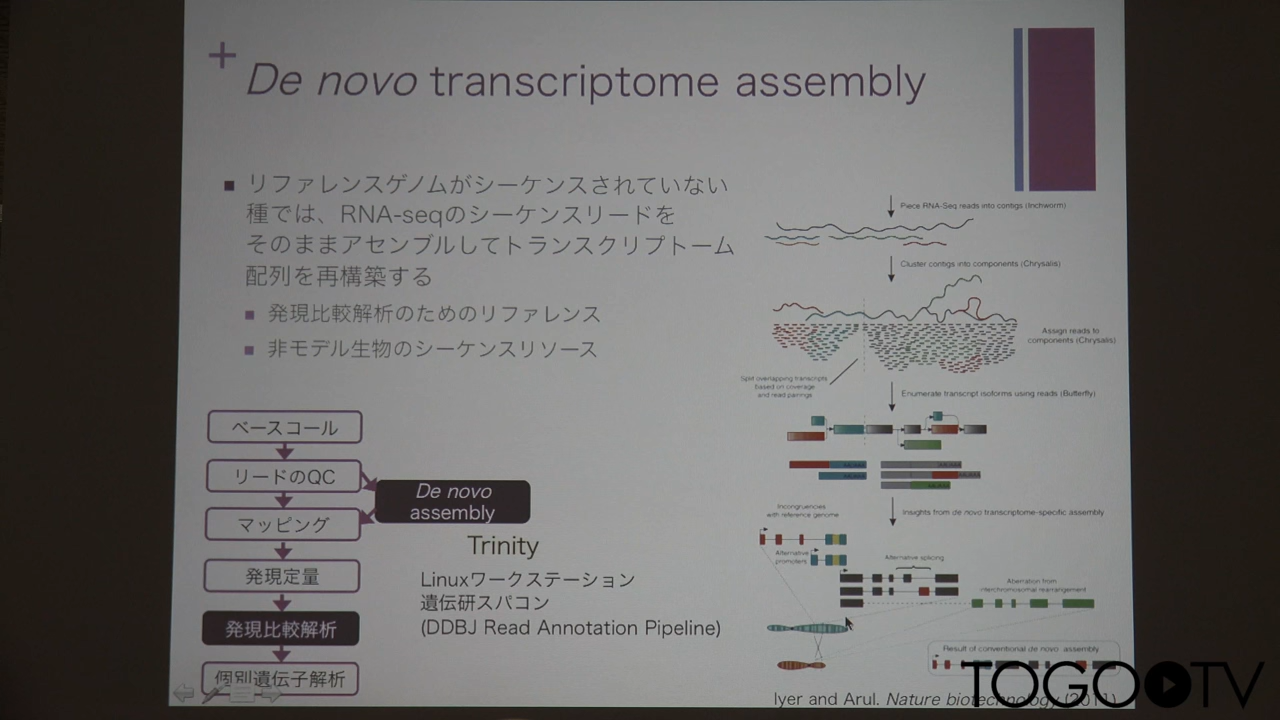 +
De novo transcriptome assembly
■ リファレンスゲノムがシーケンスされていない
種では、RNA-seqのシーケンスリードを
そのままアセンブルしてトランスクリプトーム
配列を再構築する
■ 発現比較解析のためのリファレンス
■ 非モデル生物のシーケンスリソース
ベースコール
リードのQC
マッピング
発現定量
発現比較解析
個別遺伝子解析
De novo
assembly
Trinity
Linuxワークステーション
遺伝研スパコン
(DDBJ Read Annotation Pipeline)
Piece RNA-Seq reads into contigs (Inchworm)
Cluster contigs into components (Chrysalis)
Assign reads to
components (Chrysalis)
Split overlapping transcripts
based on coverage
and read pairings
Enumerate transcript isoforms using reads (Butterfly)
Insights from de novo transcriptome-specific assembly
Incongruencies
with reference genome
Alternative
promoters
Alternative splicing
Aberration from
interchromosomal rearrangement
Result of conventional de novo assembly
Iyer and Arul. Nature biotechnology (2011)
TOGOTV